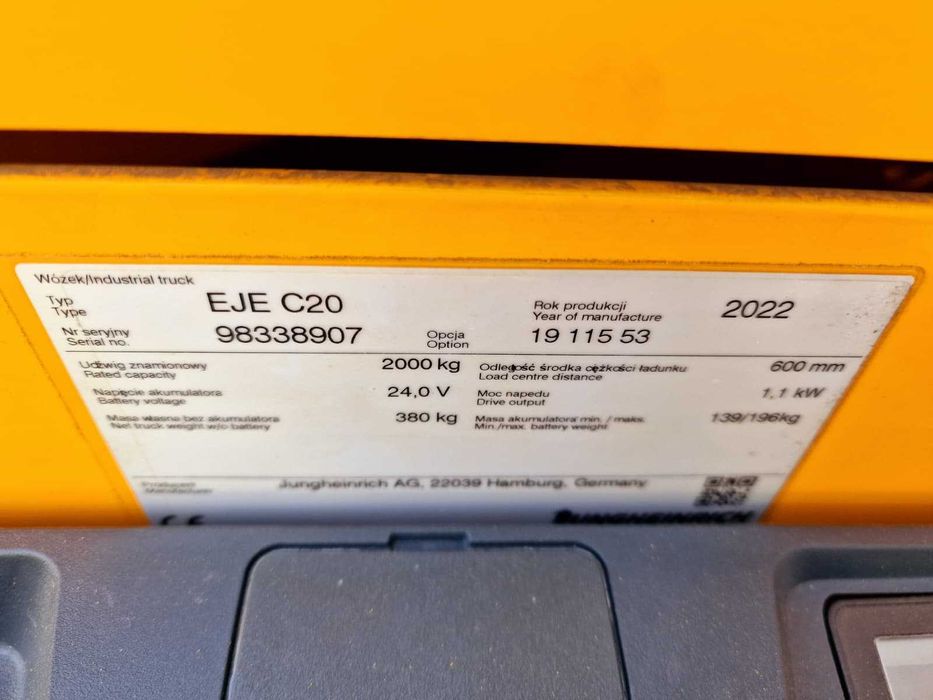 Wózek/Industrial truck
Typ EJE C20 Rok produkcji 2022
Type Year of manufacture
Nr seryjny 98338907 Opcja 19 115 53
Serial no. Option
Udźwig znamionowy 2000 kg Odległość środka ciężkości ładunku 600 mm
Rated capacity Load centre distance
Napięcie akumulatora 24,0 V Moc napędu 1,1 kW
Battery voltage Drive output
Masa własna bez akumulatora 380 kg Masa akumulatora min. / maks. 139/196kg
Net truck weight w/o battery Min./max. battery weight
Producent Jungheinrich AG, 22039 Hamburg, Germany
Manufacturer
CE JUNGHEINRICH